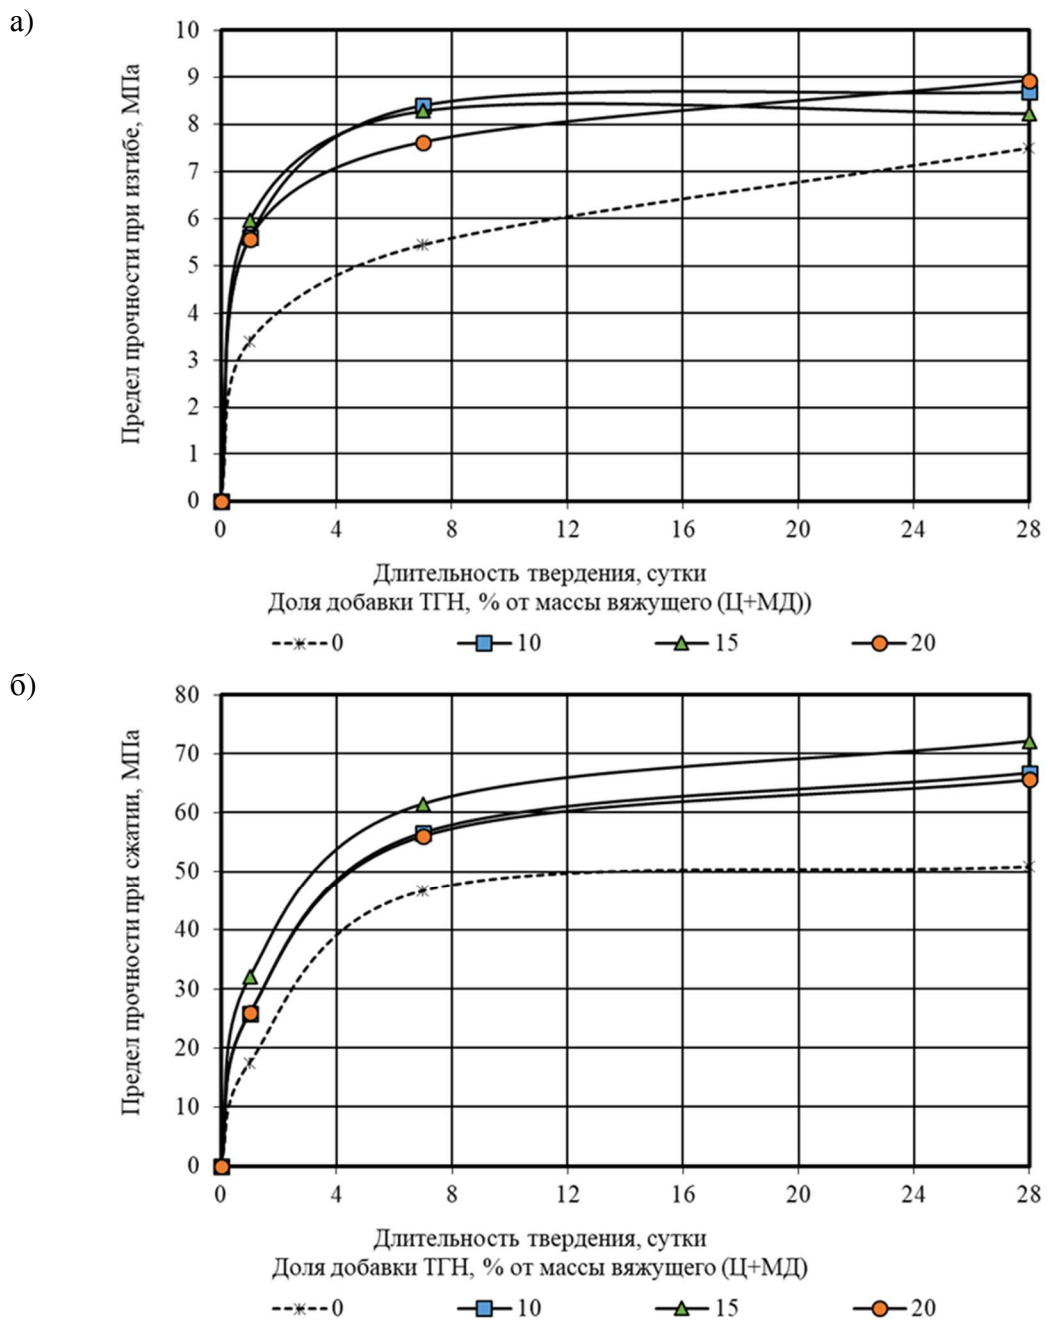 а)
Предел прочности при изгибе, МПа
10
9
8
7
6
5
4
3
2
1
0
0 4 8 12 16 20 24 28
Длительность твердения, сутки
Доля добавки ТГН, % от массы вяжущего (Ц+МД))
0 10 15 20
б)
Предел прочности при сжатии, МПа
80
70
60
50
40
30
20
10
0
0 4 8 12 16 20 24 28
Длительность твердения, сутки
Доля добавки ТГН, % от массы вяжущего (Ц+МД)
0 10 15 20